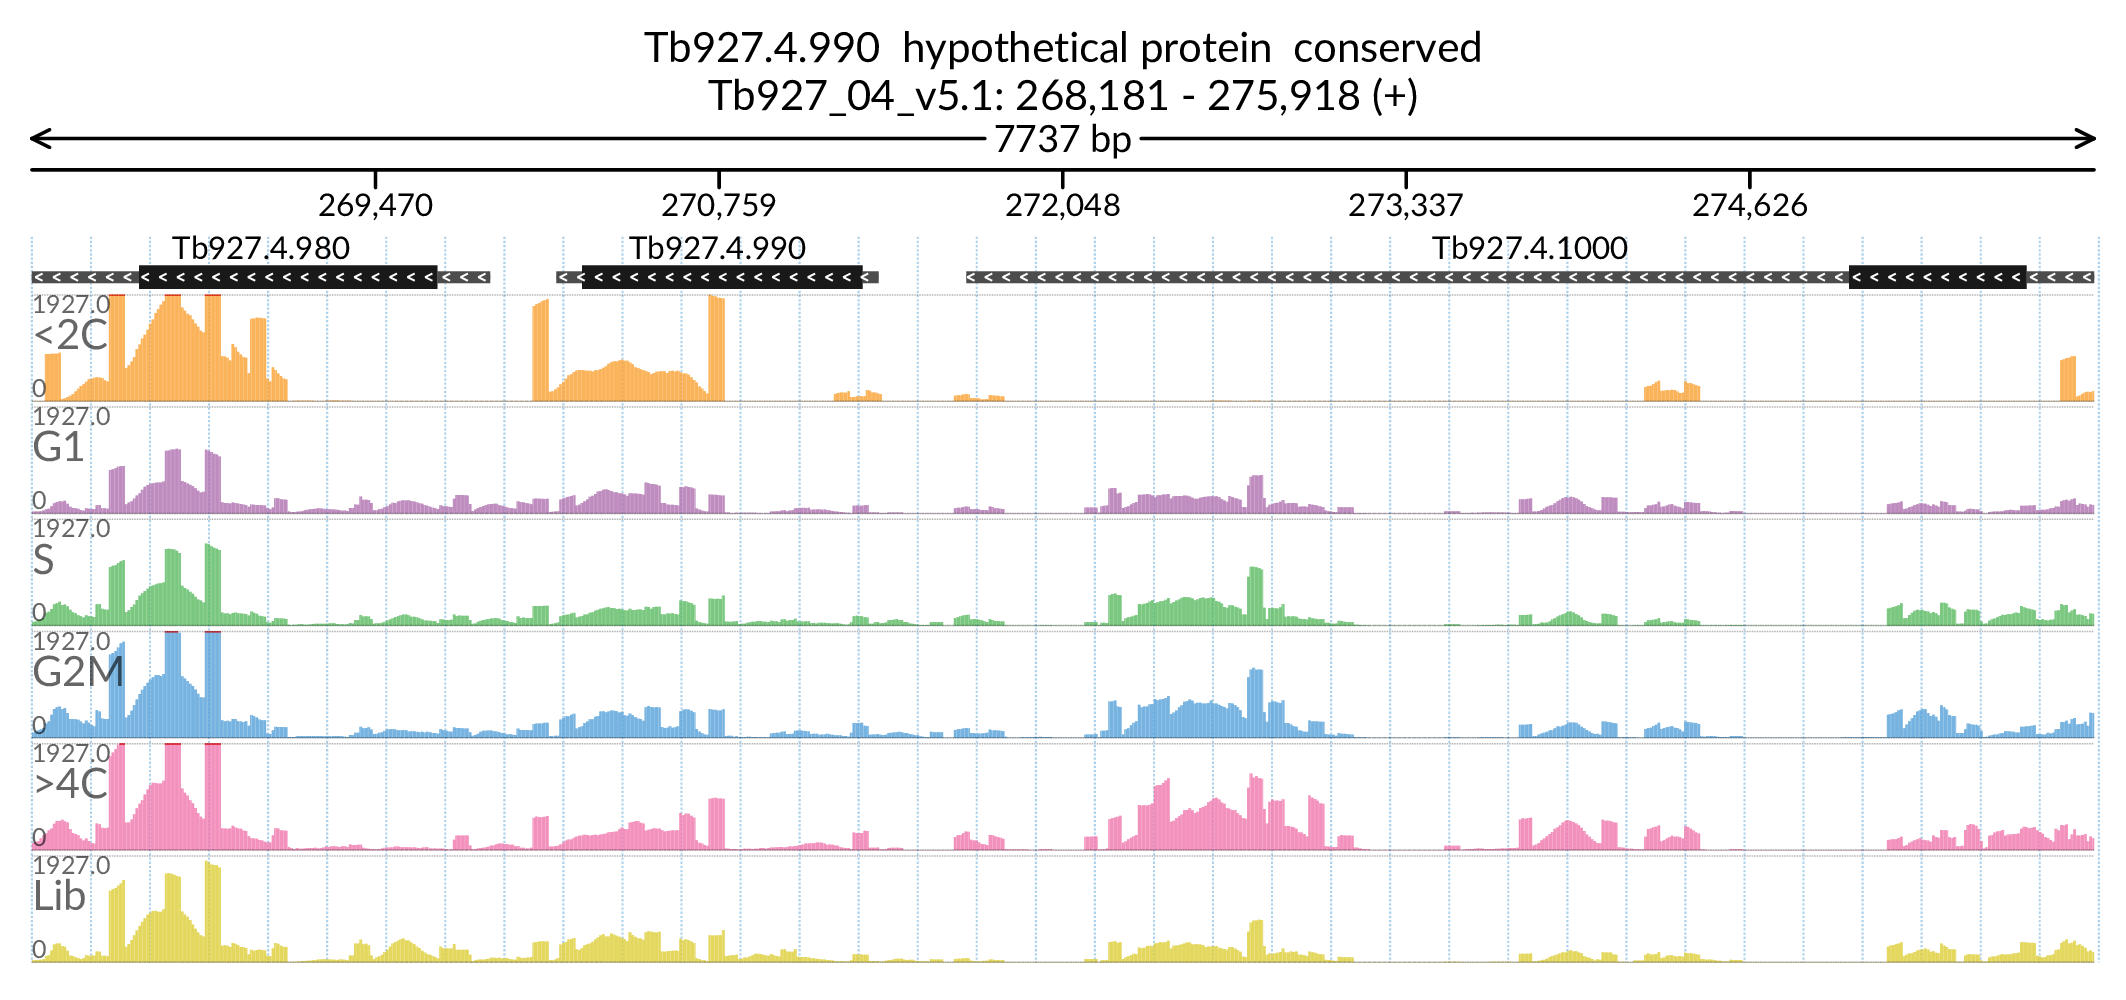 Tb927.4.990  hypothetical protein  conserved
Tb927_04_v5.1: 268,181 - 275,918 (+)
7737 bp
269,470 270,759 272,048 273,337 274,626
Tb927.4.980 Tb927.4.990 Tb927.4.1000
1927.0
<2C
0
1927.0
G1
0
1927.0
S
0
1927.0
G2M
0
1927.0
>4C
0
1927.0
Lib
0